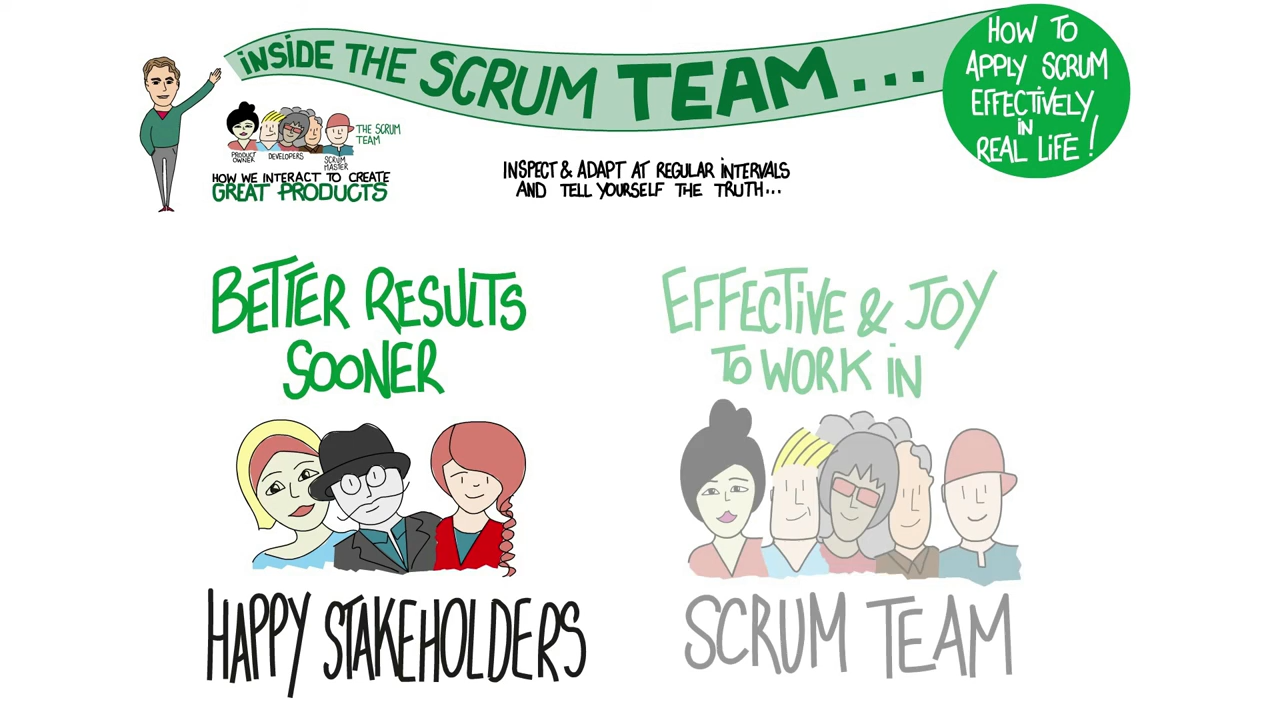 iNSiDE THE SCRUM TEAM...
HOW TO
APPLY SCRUM
EFFECTiVELY
iN
REAL LiFE!
THE SCRUM
TEAM
PRODUCT
OWNER
DEVELOPERS
SCRUM
MASTER
HOW WE INTERACT TO CREATE
GREAT PRODUCTS
INSPECT & ADAPT AT REGULAR iNTERVALS
AND TELL YOURSELF THE TRUTH...
BETTER RESULTS
SOONER
HAPPY STAKEHOLDERS
EFFECTiVE & JOY
TO WORK iN
SCRUM TEAM